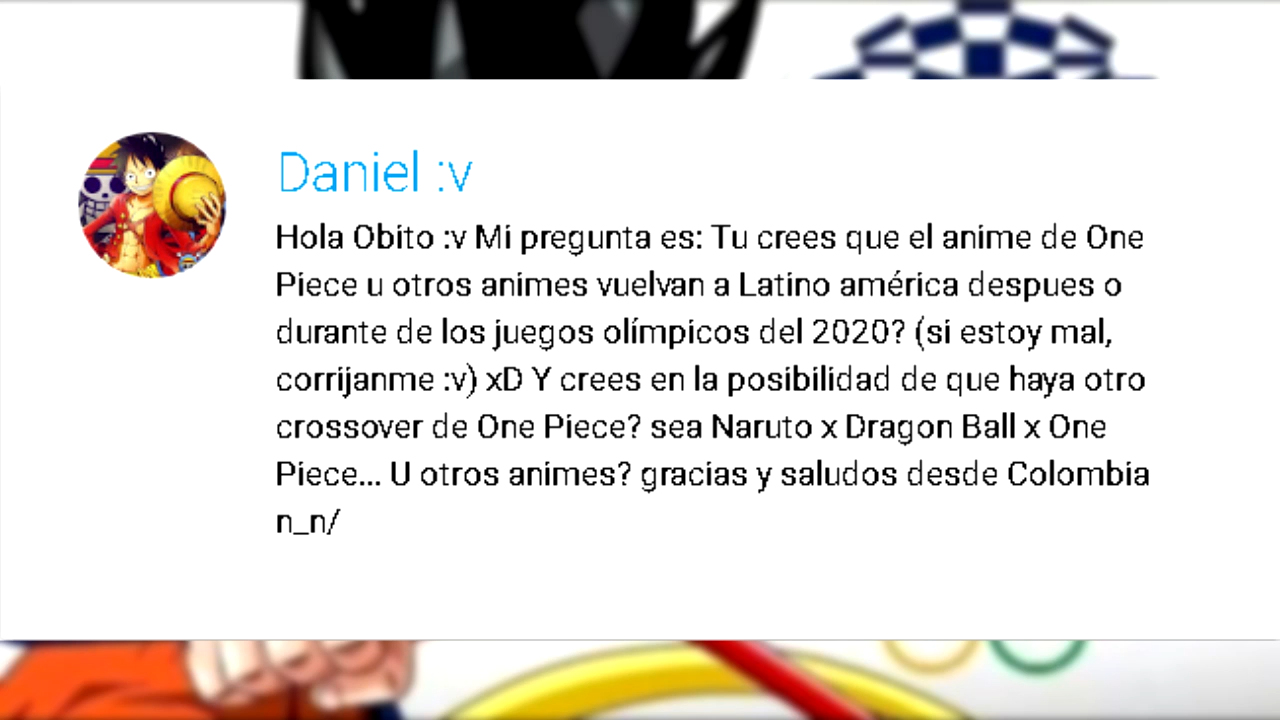 Daniel :v
Hola Obito :v Mi pregunta es: Tu crees que el anime de One
Piece u otros animes vuelvan a Latino américa despues o
durante de los juegos olímpicos del 2020? (si estoy mal,
corrijanme :v) xD Y crees en la posibilidad de que haya otro
crossover de One Piece? sea Naruto x Dragon Ball x One
Piece... U otros animes? gracias y saludos desde Colombia
n_n/